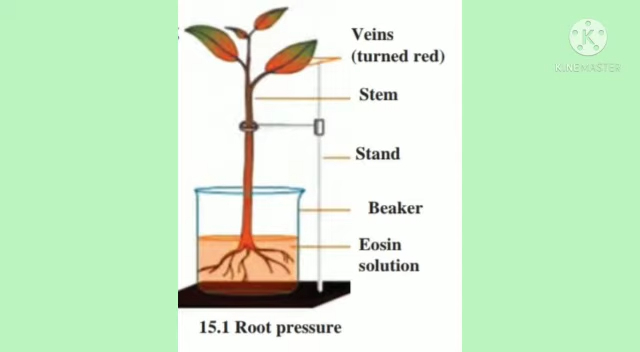 Veins
(turned red)
Stem
Stand
Beaker
Eosin
solution
15.1 Root pressure
KINEMASTER